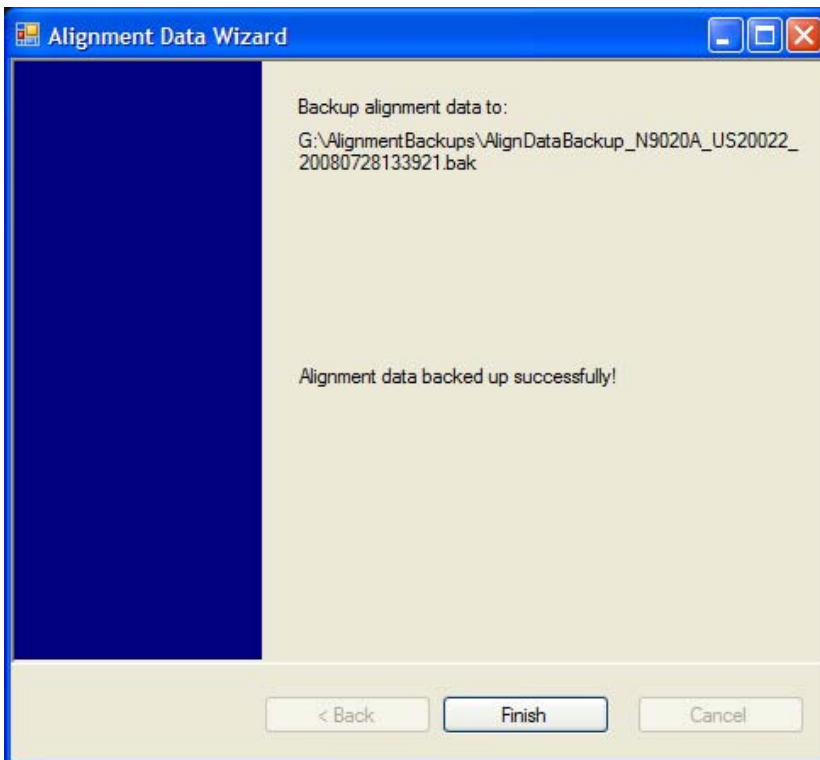 Alignment Data Wizard
Backup alignment data to:
G:\AlignmentBackups\AlignDataBackup_N9020A_US20022_
20080728133921.bak
Alignment data backed up successfully!
< Back
Finish
Cancel